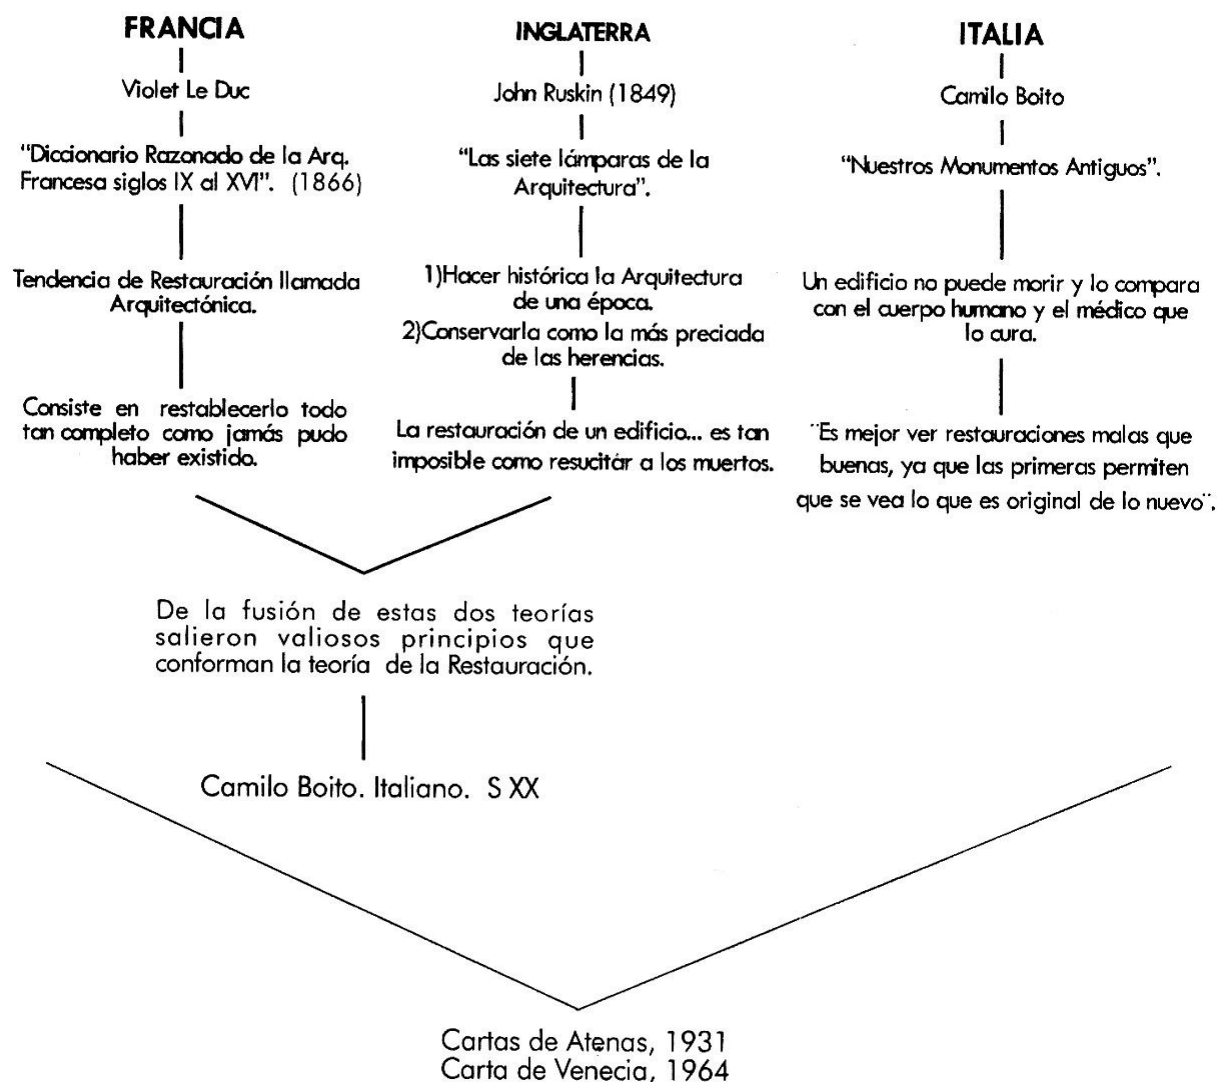 FRANCIA
Violet Le Duc
"Diccionario Razonado de la Arq.
Francesa siglos IX al XVI". (1866)
Tendencia de Restauración llamada
Arquitectónica.
Consiste en restablecerlo todo
tan completo como jamás pudo
haber existido.
INGLATERRA
John Ruskin (1849)
"Las siete lámparas de la
Arquitectura".
1)Hacer histórica la Arquitectura
de una época.
2)Conservarla como la más preciada
de las herencias.
La restauración de un edificio... es tan
imposible como resucitár a los muertos.
ITALIA
Camilo Boito
"Nuestros Monumentos Antiguos".
Un edificio no puede morir y lo compara
con el cuerpo humano y el médico que
lo cura.
¨Es mejor ver restauraciones malas que
buenas, ya que las primeras permiten
que se vea lo que es original de lo nuevo¨.
De la fusión de estas dos teorías
salieron valiosos principios que
conforman la teoría de la Restauración.
Camilo Boito. Italiano. S XX
Cartas de Atenas, 1931
Carta de Venecia, 1964